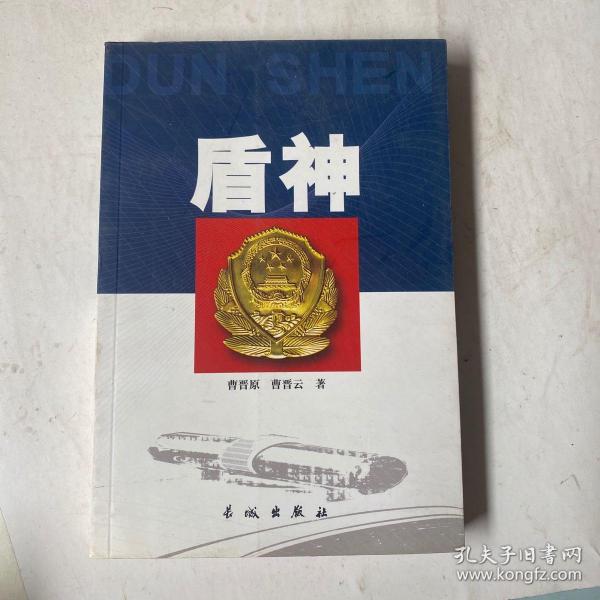 DUN SHEN
盾神
曹晋原 曹晋云 著
长城出版社
孔夫子旧书网
www.kongfz.com